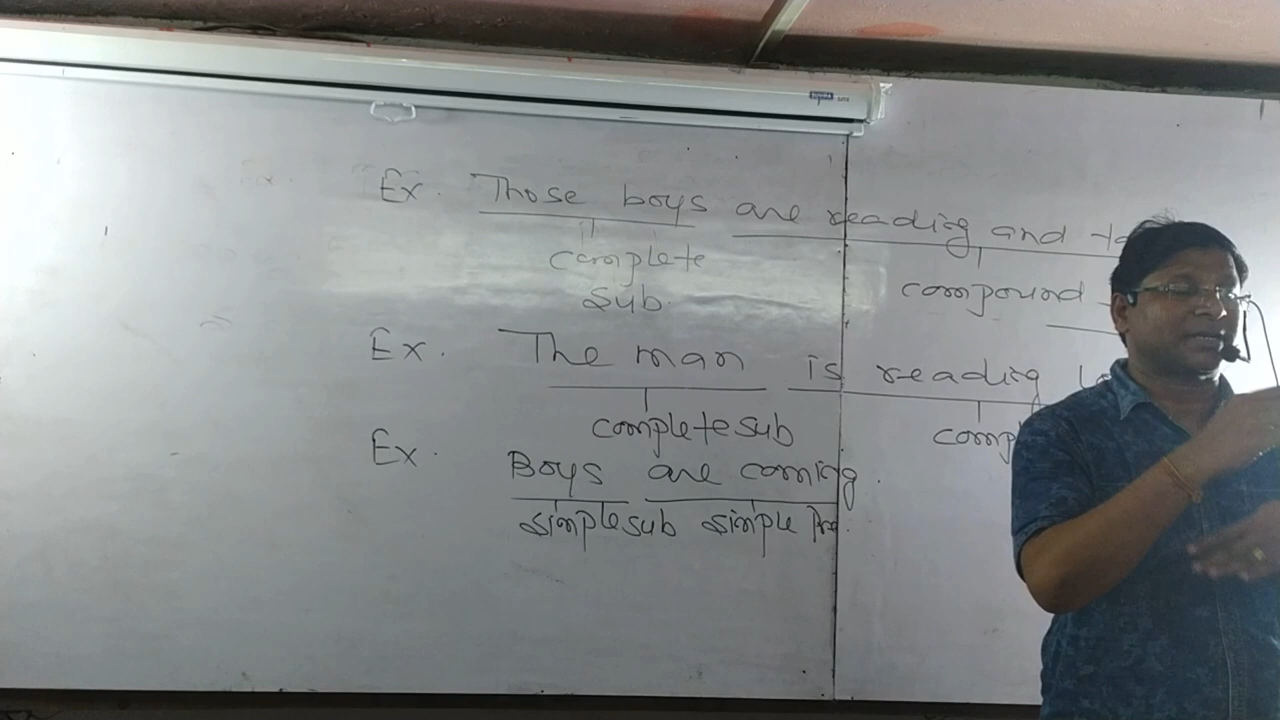 Ex. Those boys are reading and
complete
sub.
compound
Ex. The man is reading
complete sub
Ex.
Boys are coming.
simple sub simple Pre.